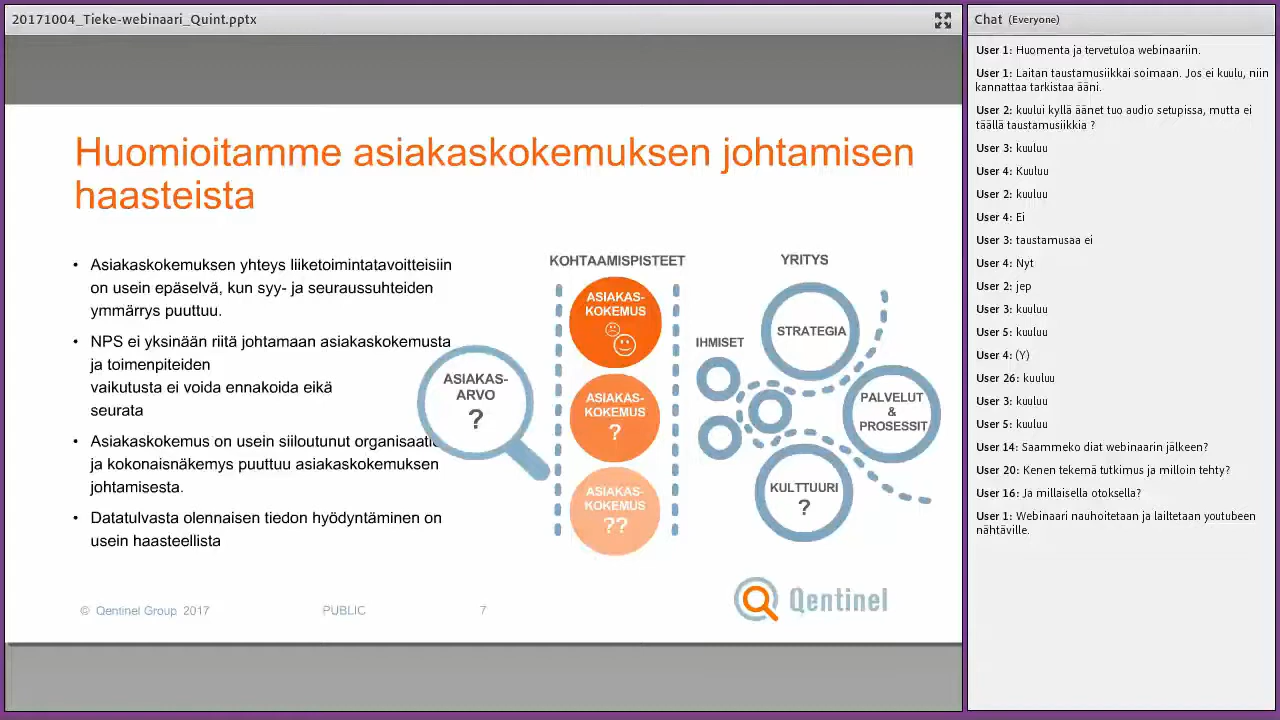 20171004_Tieke-webinaari_Quint.pptx
Huomioitamme asiakaskokemuksen johtamisen
haasteista
• Asiakaskokemuksen yhteys liiketoimintatavoitteisiin
on usein epäselvä, kun syy- ja seuraussuhteiden
ymmärrys puuttuu.
• NPS ei yksinään riitä johtamaan asiakaskokemusta
ja toimenpiteiden
vaikutusta ei voida ennakoida eikä
seurata
• Asiakaskokemus on usein siiloutunut
ja kokonaisnäkemys puuttuu asiakaskokemuksen
johtamisesta.
• Datatulvasta olennaisen tiedon hyödyntäminen on
usein haasteellista
ASIAKAS-
ARVO
?
KOHTAAMISPISTEET
ASIAKAS-
KOKEMUS
ASIAKAS-
KOKEMUS
?
ASIAKAS-
KOKEMUS
??
YRITYS
IHMISET
STRATEGIA
PALVELUT
&
PROSESSIT
KULTTUURI
?
© Qentinel Group 2017
PUBLIC
7
Qentinel
Chat (Everyone)
User 1: Huomenta ja tervetuloa webinaariin.
User 1: Laitan taustamusiikkai soimaan. Jos ei kuulu, niin
kannattaa tarkistaa ääni.
User 2: kuului kyllä äänet tuo audio setupissa, mutta ei
täällä taustamusiikkia ?
User 3: kuuluu
User 4: Kuuluu
User 2: kuuluu
User 4: Ei
User 3: taustamusaa ei
User 4: Nyt
User 2: jep
User 3: kuuluu
User 5: kuuluu
User 4: (Y)
User 26: kuuluu
User 3: kuuluu
User 5: kuuluu
User 14: Saammeko diat webinaarin jälkeen?
User 20: Kenen tekemä tutkimus ja milloin tehty?
User 16: Ja millaisella otoksella?
User 1: Webinaari nauhoitetaan ja lailtetaan youtubeen
nähtäville.